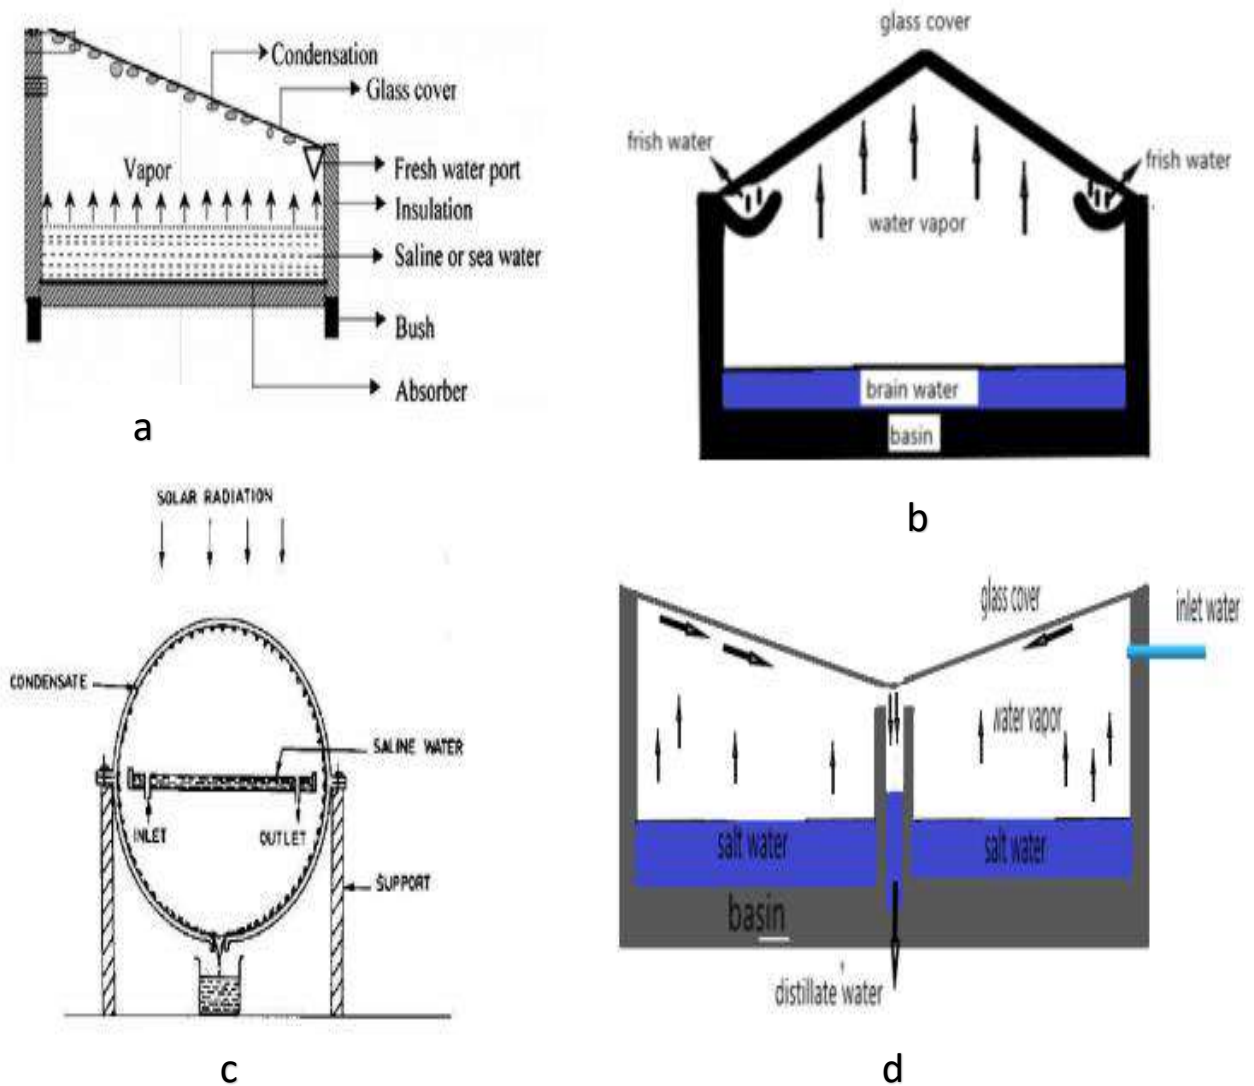 Condensation
Glass cover
Vapor
Fresh water port
Insulation
Saline or sea water
Bush
Absorber
a
glass cover
frish water
frish water
water vapor
brain water
basin
b
SOLAR RADIATION
CONDENSATE
SALINE WATER
INLET
OUTLET
SUPPORT
c
glass cover
inlet water
water vapor
salt water
salt water
basin
distillate water
d